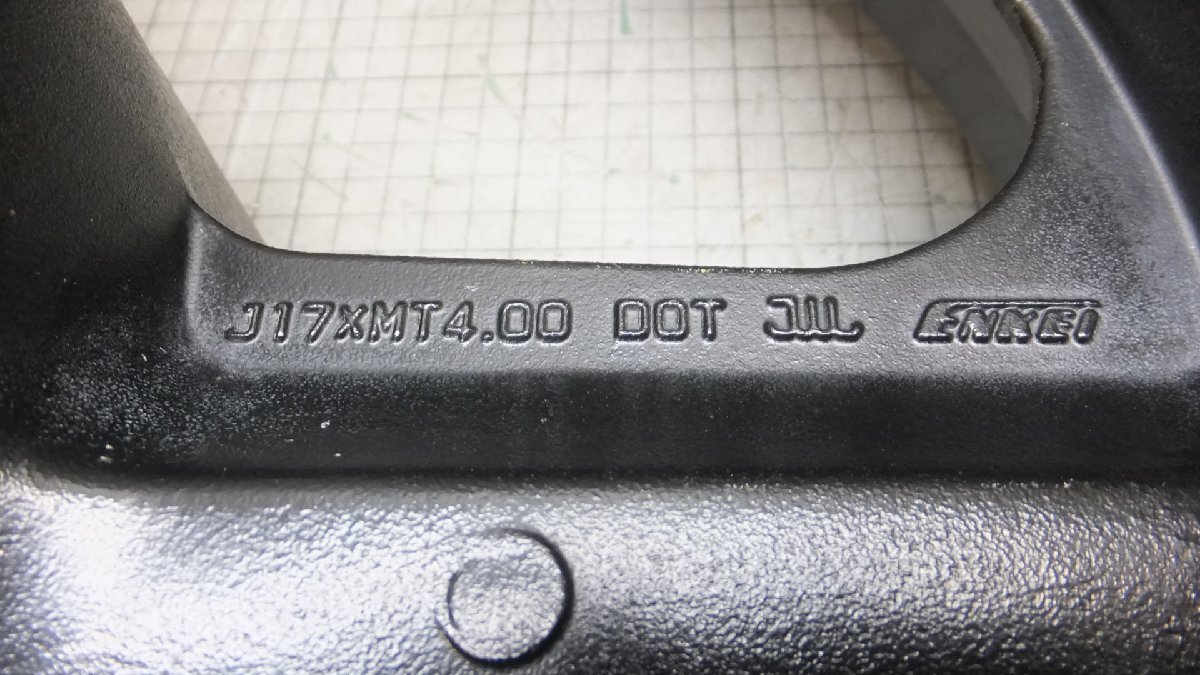 J17xMT4.00 DOT JWL ENKEI